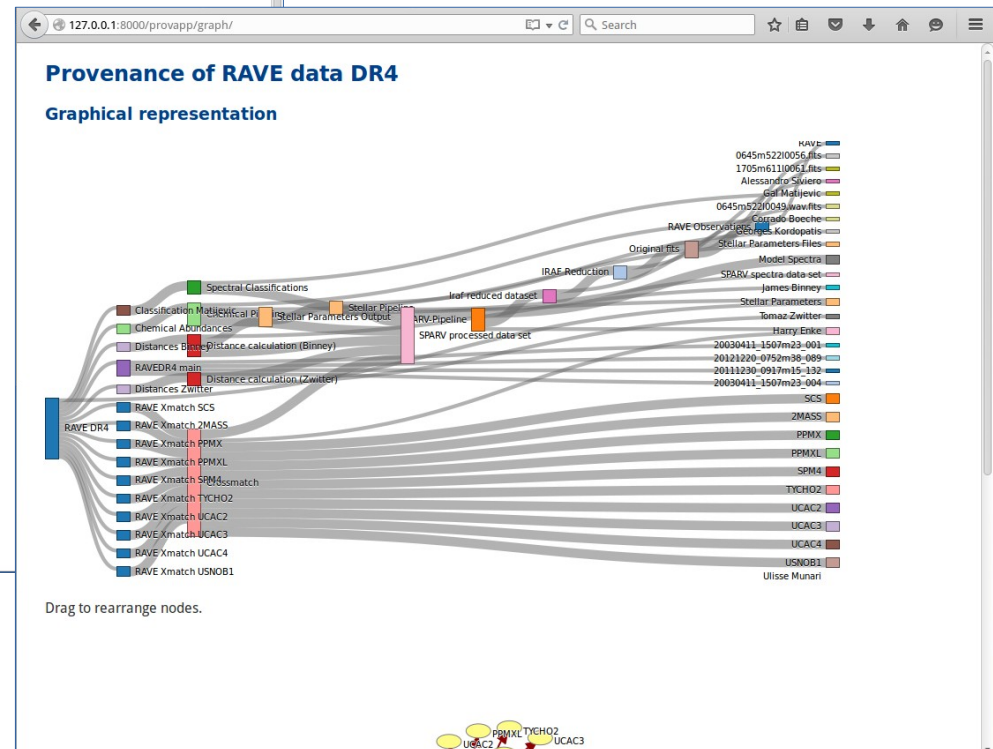 127.0.0.1:8000/provapp/graph/
Search
Provenance of RAVE data DR4
Graphical representation
RAVE
0645m522l0056.fits
1705m611l0061.fits
Alessandro Siviero
Gal Matijevic
0645m522l0049.wav.fits
Corrado Boeche
RAVE Observations
Georges Kordopatis
Original fits
Stellar Parameters Files
Model Spectra
IRAF Reduction
SPARV spectra data set
Spectral Classifications
James Binney
Iraf reduced dataset
Stellar Parameters
Classification Matijevic
Stellar Pipeline
Tomaz Zwitter
Stellar Parameters Output
ARV-Pipeline
Chemical Abundances
Harry Enke
SPARV processed data set
20030411_1507m23_001
Distances Binney
Distance calculation (Binney)
20121220_0752m38_089
RAVEDR4 main
20111230_0917m15_132
Distance calculation (Zwitter)
20030411_1507m23_004
Distances Zwitter
SCS
RAVE Xmatch SCS
2MASS
RAVE Xmatch 2MASS
RAVE DR4
PPMX
RAVE Xmatch PPMX
PPMXL
RAVE Xmatch PPMXL
SPM4
RAVE Xmatch SPM4
Crossmatch
TYCHO2
RAVE Xmatch TYCHO2
UCAC2
RAVE Xmatch UCAC2
UCAC3
RAVE Xmatch UCAC3
UCAC4
RAVE Xmatch UCAC4
USNOB1
RAVE Xmatch USNOB1
Ulisse Munari
Drag to rearrange nodes.
PPMXL
TYCHO2
UCAC2
UCAC3